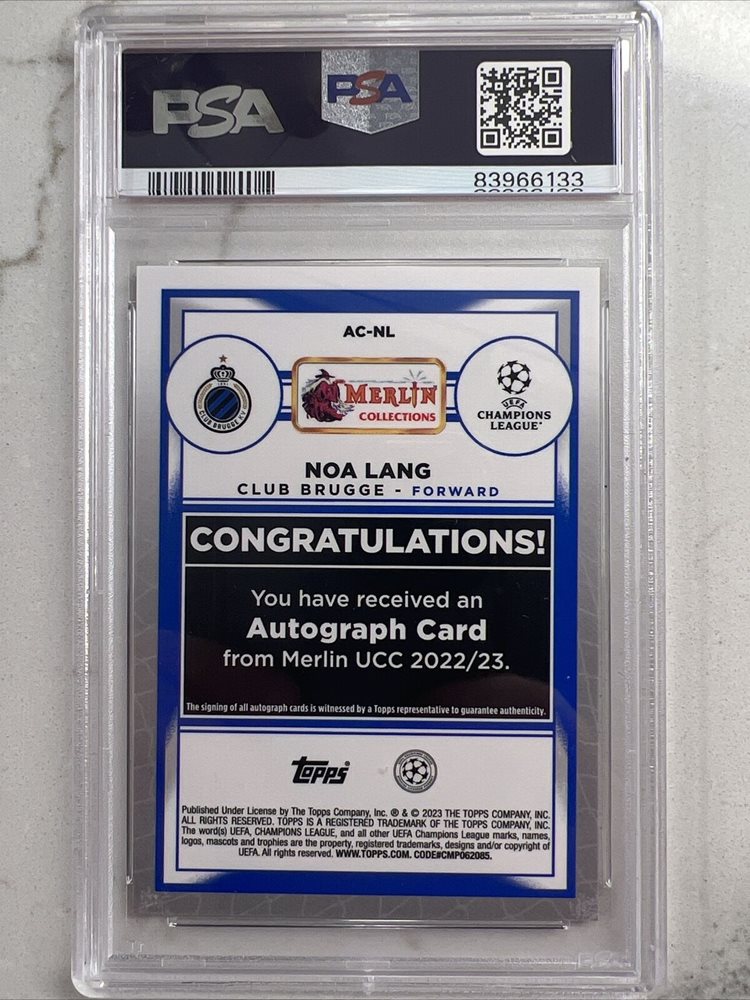 PSA
PSA
83966133
AC-NL
CLUB BRUGGE K.V.
MERLIN
COLLECTIONS
UEFA
CHAMPIONS
LEAGUE
NOA LANG
CLUB BRUGGE - FORWARD
CONGRATULATIONS!
You have received an
Autograph Card
from Merlin UCC 2022/23.
The signing of all autograph cards is witnessed by a Topps representative to guarantee authenticity.
topps
Published Under License by The Topps Company, Inc. ® & © 2023 THE TOPPS COMPANY, INC.
ALL RIGHTS RESERVED. TOPPS IS A REGISTERED TRADEMARK OF THE TOPPS COMPANY, INC.
The word(s) UEFA, CHAMPIONS LEAGUE, and all other UEFA Champions League marks, names,
logos, mascots and trophies are the property, registered trademarks, designs and/or copyright of
UEFA. All rights reserved. WWW.TOPPS.COM. CODE#CMP062085.